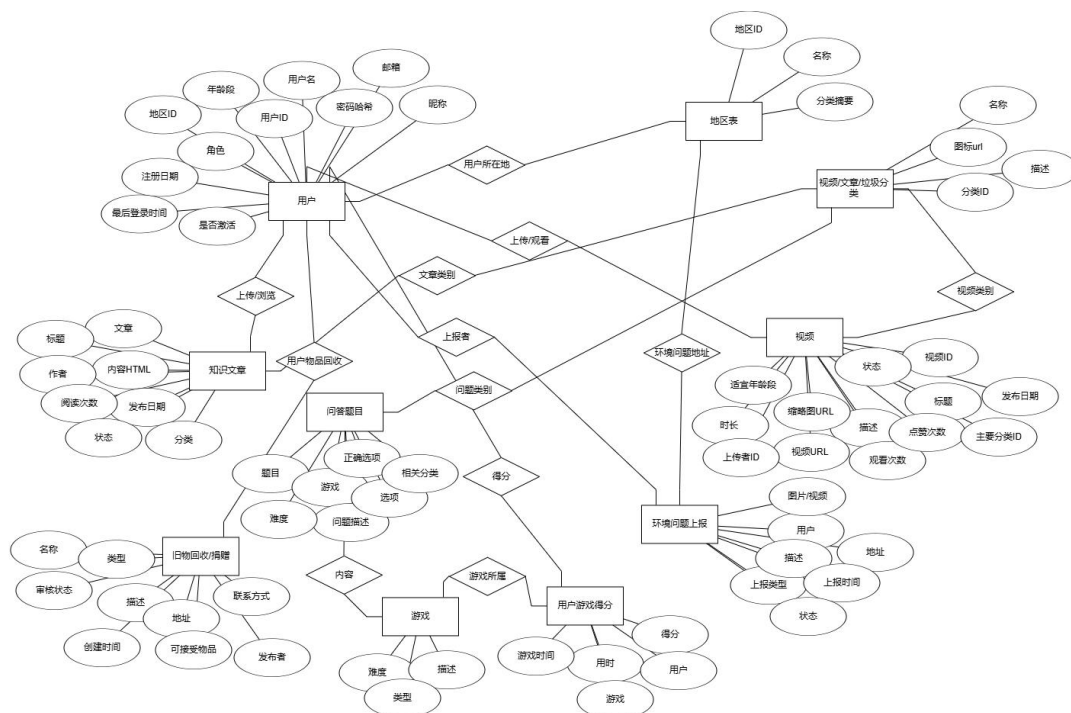 地区ID
名称
分类摘要
地区表
邮箱
用户名
年龄段
密码哈希
昵称
用户ID
地区ID
角色
注册日期
最后登录时间
是否激活
用户
用户所在地
名称
图标url
描述
分类ID
视频/文章/垃圾分
类
上传/观看
文章类别
视频类别
上传/浏览
上报者
环境问题地址
用户物品回收
问题类别
文章
标题
内容HTML
作者
阅读次数
发布日期
状态
分类
知识文章
视频
状态
视频ID
适宜年龄段
标题
发布日期
缩略图URL
时长
描述
点赞次数
主要分类ID
上传者ID
视频URL
观看次数
问答题目
正确选项
题目
相关分类
游戏
选项
难度
问题描述
得分
图片/视频
环境问题上报
用户
描述
地址
上报类型
上报时间
状态
名称
类型
旧物回收/捐赠
审核状态
联系方式
描述
地址
创建时间
可接受物品
发布者
内容
游戏所属
游戏
难度
描述
类型
用户游戏得分
得分
游戏时间
用时
用户
游戏